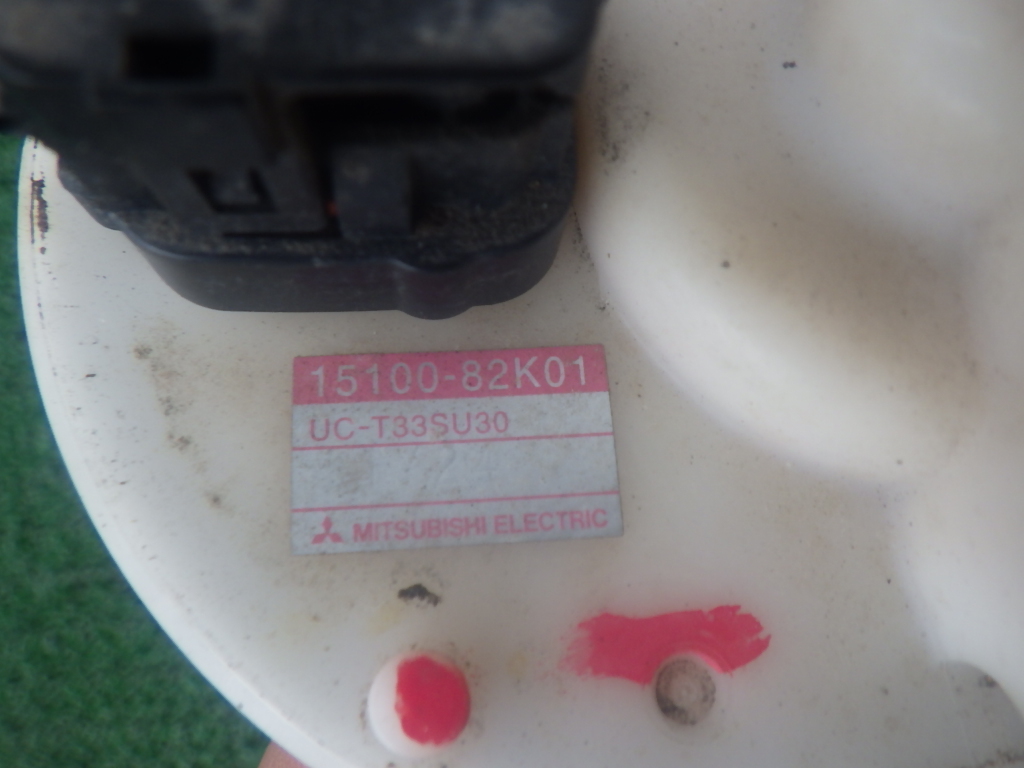 15100-82K01
UC-T33SU30
MITSUBISHI ELECTRIC